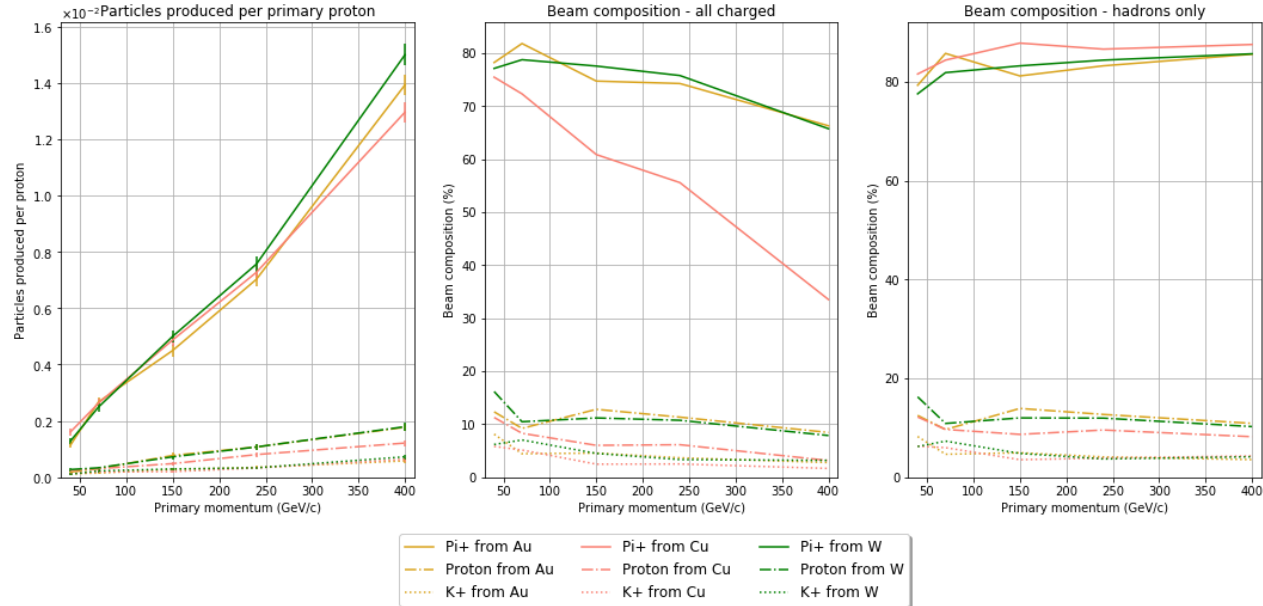 ×10⁻² Particles produced per primary proton
Beam composition - all charged
Beam composition - hadrons only
Particles produced per proton
1.6
1.4
1.2
1.0
0.8
0.6
0.4
0.2
0.0
50 100 150 200 250 300 350 400
Primary momentum (GeV/c)
Beam composition (%)
80
70
60
50
40
30
20
10
0
50 100 150 200 250 300 350 400
Primary momentum (GeV/c)
Beam composition (%)
80
60
40
20
0
50 100 150 200 250 300 350 400
Primary momentum (GeV/c)
Pi+ from Au Pi+ from Cu Pi+ from W
Proton from Au Proton from Cu Proton from W
K+ from Au K+ from Cu K+ from W